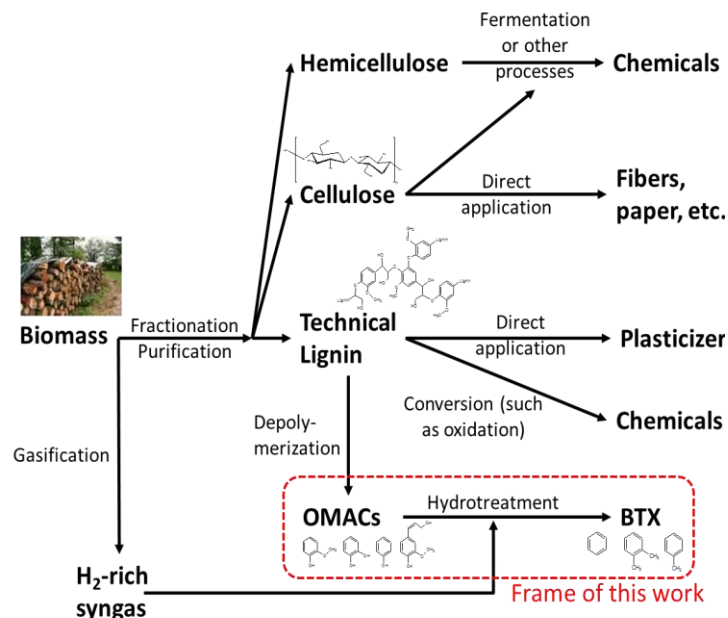 Fermentation
or other
processes
Hemicellulose
Chemicals
Cellulose
Direct
application
Fibers,
paper, etc.
Biomass
Fractionation
Purification
Technical
Lignin
Direct
application
Plasticizer
Conversion (such
as oxidation)
Chemicals
Depoly-
merization
Gasification
OMACs
Hydrotreatment
BTX
H2-rich
syngas
Frame of this work